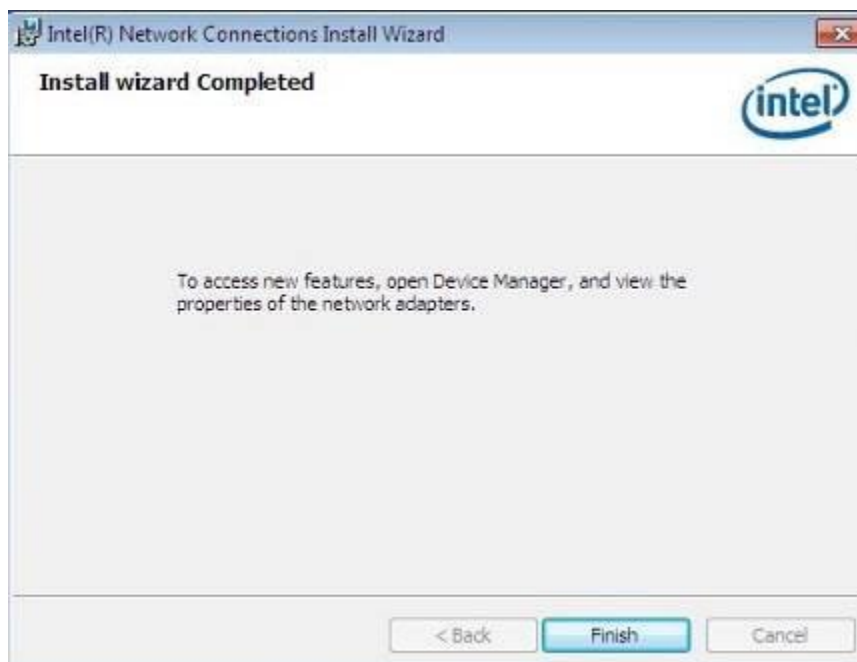 Intel(R) Network Connections Install Wizard
Install wizard Completed
intel
To access new features, open Device Manager, and view the
properties of the network adapters.
< Back
Finish
Cancel